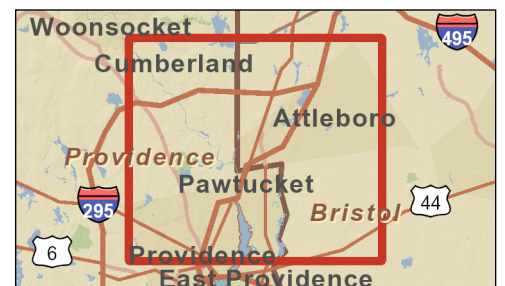 Woonsocket
495
Cumberland
Attleboro
Providence
Pawtucket
295
Bristol
44
6
Providence
East Providence